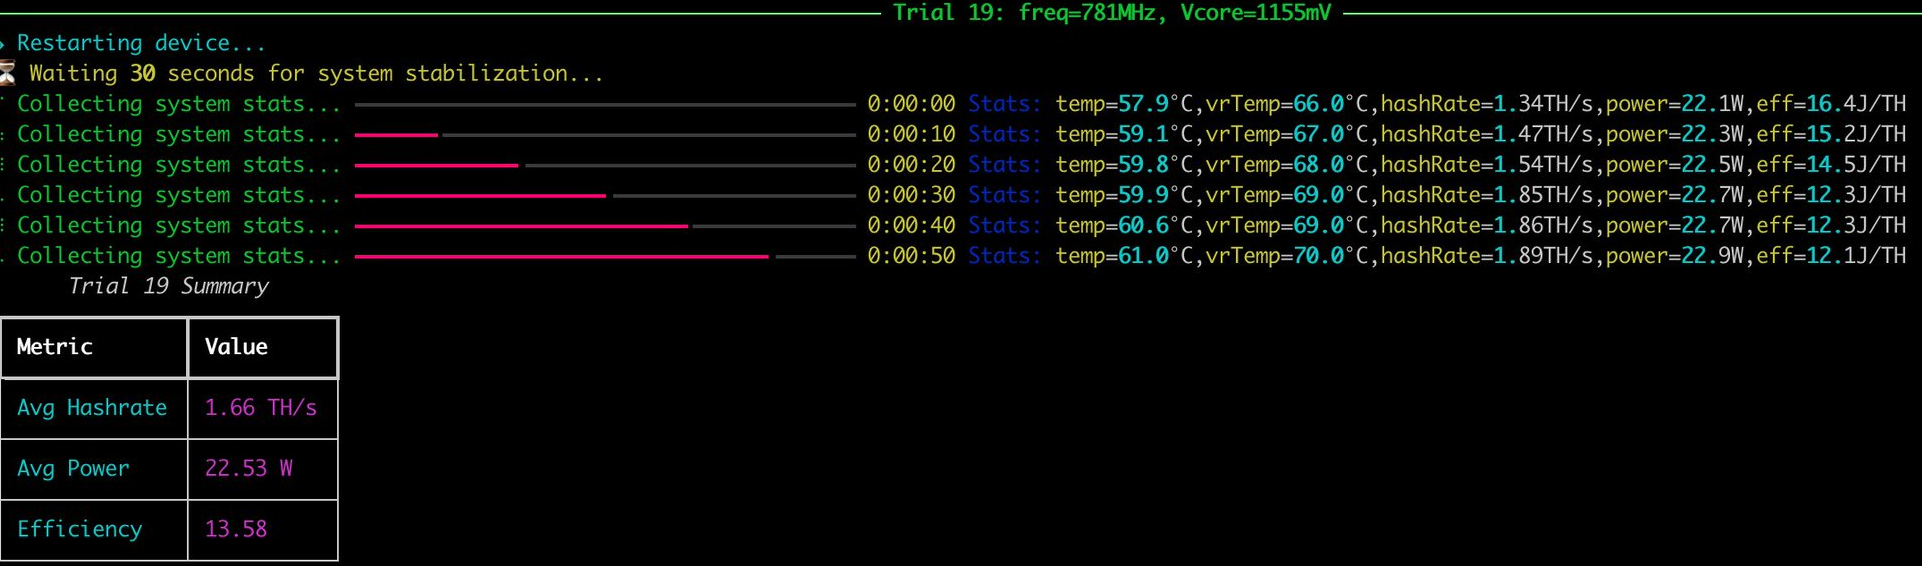 Trial 19: freq=781MHz, Vcore=1155mV
Restarting device...
Waiting 30 seconds for system stabilization...
Collecting system stats... 0:00:00 Stats: temp=57.9°C,vrTemp=66.0°C,hashRate=1.34TH/s,power=22.1W,eff=16.4J/TH
Collecting system stats... 0:00:10 Stats: temp=59.1°C,vrTemp=67.0°C,hashRate=1.47TH/s,power=22.3W,eff=15.2J/TH
Collecting system stats... 0:00:20 Stats: temp=59.8°C,vrTemp=68.0°C,hashRate=1.54TH/s,power=22.5W,eff=14.5J/TH
Collecting system stats... 0:00:30 Stats: temp=59.9°C,vrTemp=69.0°C,hashRate=1.85TH/s,power=22.7W,eff=12.3J/TH
Collecting system stats... 0:00:40 Stats: temp=60.6°C,vrTemp=69.0°C,hashRate=1.86TH/s,power=22.7W,eff=12.3J/TH
Collecting system stats... 0:00:50 Stats: temp=61.0°C,vrTemp=70.0°C,hashRate=1.89TH/s,power=22.9W,eff=12.1J/TH
Trial 19 Summary
Metric Value
Avg Hashrate 1.66 TH/s
Avg Power 22.53 W
Efficiency 13.58